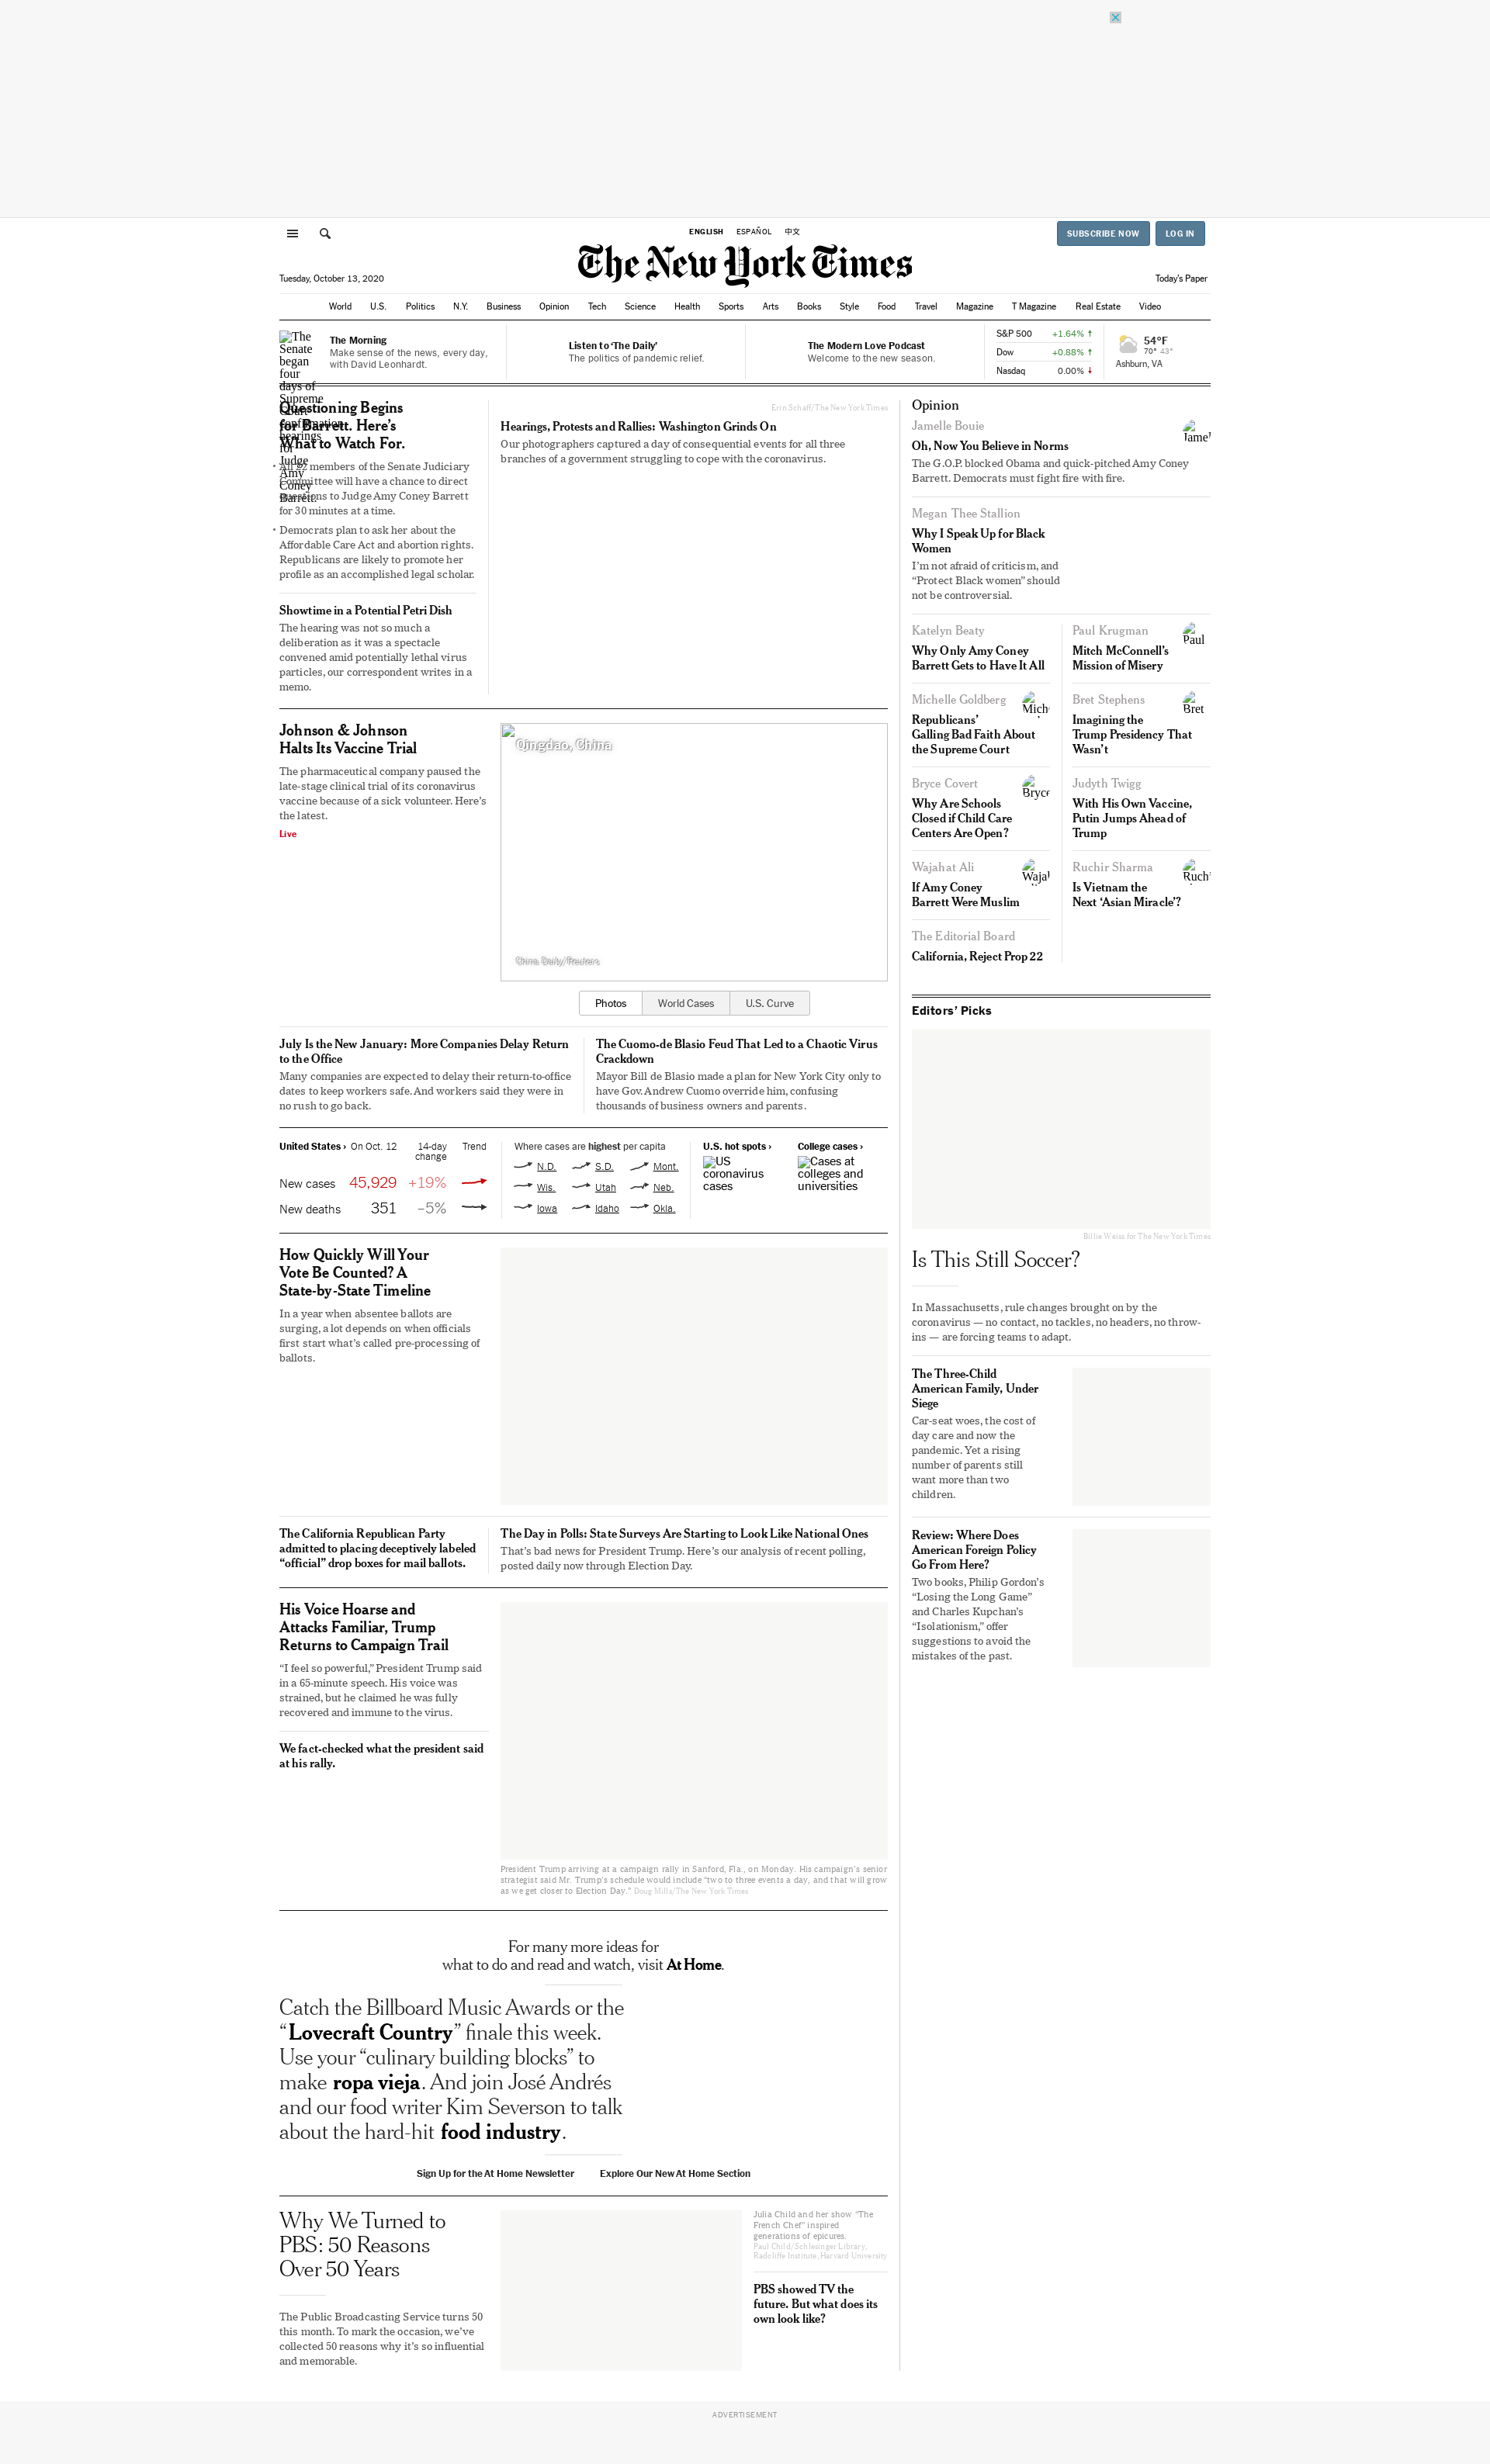 ENGLISH ESPAÑOL 中文
SUBSCRIBE NOW LOG IN
The New York Times
Tuesday, October 13, 2020
Today's Paper
World U.S. Politics N.Y. Business Opinion Tech Science Health Sports Arts Books Style Food Travel Magazine T Magazine Real Estate Video
The Senate began four days of Supreme Court confirmation hearings for Judge Amy Coney Barrett.
The Morning
Make sense of the news, every day,
with David Leonhardt.
Listen to ‘The Daily’
The politics of pandemic relief.
The Modern Love Podcast
Welcome to the new season.
S&P 500 +1.64%
Dow +0.88%
Nasdaq 0.00%
54°F
70° 43°
Ashburn, VA
Questioning Begins
for Barrett. Here’s
What to Watch For.
All 22 members of the Senate Judiciary
Committee will have a chance to direct
questions to Judge Amy Coney Barrett
for 30 minutes at a time.
Democrats plan to ask her about the
Affordable Care Act and abortion rights.
Republicans are likely to promote her
profile as an accomplished legal scholar.
Showtime in a Potential Petri Dish
The hearing was not so much a
deliberation as it was a spectacle
convened amid potentially lethal virus
particles, our correspondent writes in a
memo.
Erin Schaff/The New York Times
Hearings, Protests and Rallies: Washington Grinds On
Our photographers captured a day of consequential events for all three
branches of a government struggling to cope with the coronavirus.
Johnson & Johnson
Halts Its Vaccine Trial
The pharmaceutical company paused the
late-stage clinical trial of its coronavirus
vaccine because of a sick volunteer. Here’s
the latest.
Live
Qingdao, China
China Daily/Reuters
Photos World Cases U.S. Curve
July Is the New January: More Companies Delay Return
to the Office
Many companies are expected to delay their return-to-office
dates to keep workers safe. And workers said they were in
no rush to go back.
The Cuomo-de Blasio Feud That Led to a Chaotic Virus
Crackdown
Mayor Bill de Blasio made a plan for New York City only to
have Gov. Andrew Cuomo override him, confusing
thousands of business owners and parents.
United States › On Oct. 12 14-day
change Trend
New cases 45,929 +19%
New deaths 351 –5%
Where cases are highest per capita
N.D. S.D. Mont.
Wis. Utah Neb.
Iowa Idaho Okla.
U.S. hot spots ›
US
coronavirus
cases
College cases ›
Cases at
colleges and
universities
How Quickly Will Your
Vote Be Counted? A
State-by-State Timeline
In a year when absentee ballots are
surging, a lot depends on when officials
first start what’s called pre-processing of
ballots.
The California Republican Party
admitted to placing deceptively labeled
“official” drop boxes for mail ballots.
The Day in Polls: State Surveys Are Starting to Look Like National Ones
That’s bad news for President Trump. Here’s our analysis of recent polling,
posted daily now through Election Day.
His Voice Hoarse and
Attacks Familiar, Trump
Returns to Campaign Trail
“I feel so powerful,” President Trump said
in a 65-minute speech. His voice was
strained, but he claimed he was fully
recovered and immune to the virus.
We fact-checked what the president said
at his rally.
President Trump arriving at a campaign rally in Sanford, Fla., on Monday. His campaign’s senior
strategist said Mr. Trump’s schedule would include “two to three events a day, and that will grow
as we get closer to Election Day.” Doug Mills/The New York Times
For many more ideas for
what to do and read and watch, visit At Home.
Catch the Billboard Music Awards or the
“Lovecraft Country” finale this week.
Use your “culinary building blocks” to
make ropa vieja. And join José Andrés
and our food writer Kim Severson to talk
about the hard-hit food industry.
Sign Up for the At Home Newsletter Explore Our New At Home Section
Why We Turned to
PBS: 50 Reasons
Over 50 Years
The Public Broadcasting Service turns 50
this month. To mark the occasion, we’ve
collected 50 reasons why it’s so influential
and memorable.
Julia Child and her show “The
French Chef” inspired
generations of epicures.
Paul Child/Schlesinger Library,
Radcliffe Institute, Harvard University
PBS showed TV the
future. But what does its
own look like?
Opinion
Jamelle Bouie
Jamel
Oh, Now You Believe in Norms
The G.O.P. blocked Obama and quick-pitched Amy Coney
Barrett. Democrats must fight fire with fire.
Megan Thee Stallion
Why I Speak Up for Black
Women
I’m not afraid of criticism, and
“Protect Black women” should
not be controversial.
Katelyn Beaty
Why Only Amy Coney
Barrett Gets to Have It All
Paul Krugman
Paul
Mitch McConnell’s
Mission of Misery
Michelle Goldberg
Republicans’
Galling Bad Faith About
the Supreme Court
Bret Stephens
Bret
Imagining the
Trump Presidency That
Wasn’t
Bryce Covert
Bryce
Why Are Schools
Closed if Child Care
Centers Are Open?
Judyth Twigg
With His Own Vaccine,
Putin Jumps Ahead of
Trump
Wajahat Ali
If Amy Coney
Barrett Were Muslim
Ruchir Sharma
Is Vietnam the
Next ‘Asian Miracle’?
The Editorial Board
California, Reject Prop 22
Editors’ Picks
Billie Weiss for The New York Times
Is This Still Soccer?
In Massachusetts, rule changes brought on by the
coronavirus — no contact, no tackles, no headers, no throw-
ins — are forcing teams to adapt.
The Three-Child
American Family, Under
Siege
Car-seat woes, the cost of
day care and now the
pandemic. Yet a rising
number of parents still
want more than two
children.
Review: Where Does
American Foreign Policy
Go From Here?
Two books, Philip Gordon’s
“Losing the Long Game”
and Charles Kupchan’s
“Isolationism,” offer
suggestions to avoid the
mistakes of the past.
ADVERTISEMENT